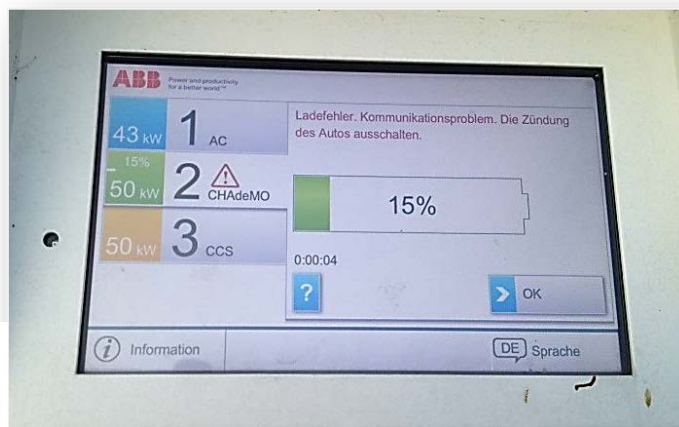 ABB
Power and productivity
for a better world™
43 kW
1 AC
15%
50 kW
2 CHAdeMO
50 kW
3 CCS
Ladefehler. Kommunikationsproblem. Die Zündung
des Autos ausschalten.
15%
0:00:04
?
OK
i Information
DE Sprache